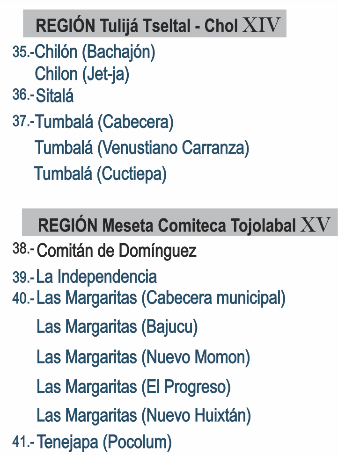 REGIÓN Tulijá Tseltal - Chol XIV
35.-Chilón (Bachajón)
Chilon (Jet-ja)
36.-Sitalá
37.-Tumbalá (Cabecera)
Tumbalá (Venustiano Carranza)
Tumbalá (Cuctiepa)
REGIÓN Meseta Comiteca Tojolabal XV
38.-Comitán de Domínguez
39.-La Independencia
40.-Las Margaritas (Cabecera municipal)
Las Margaritas (Bajucu)
Las Margaritas (Nuevo Momon)
Las Margaritas (El Progreso)
Las Margaritas (Nuevo Huixtán)
41.-Tenejapa (Pocolum)